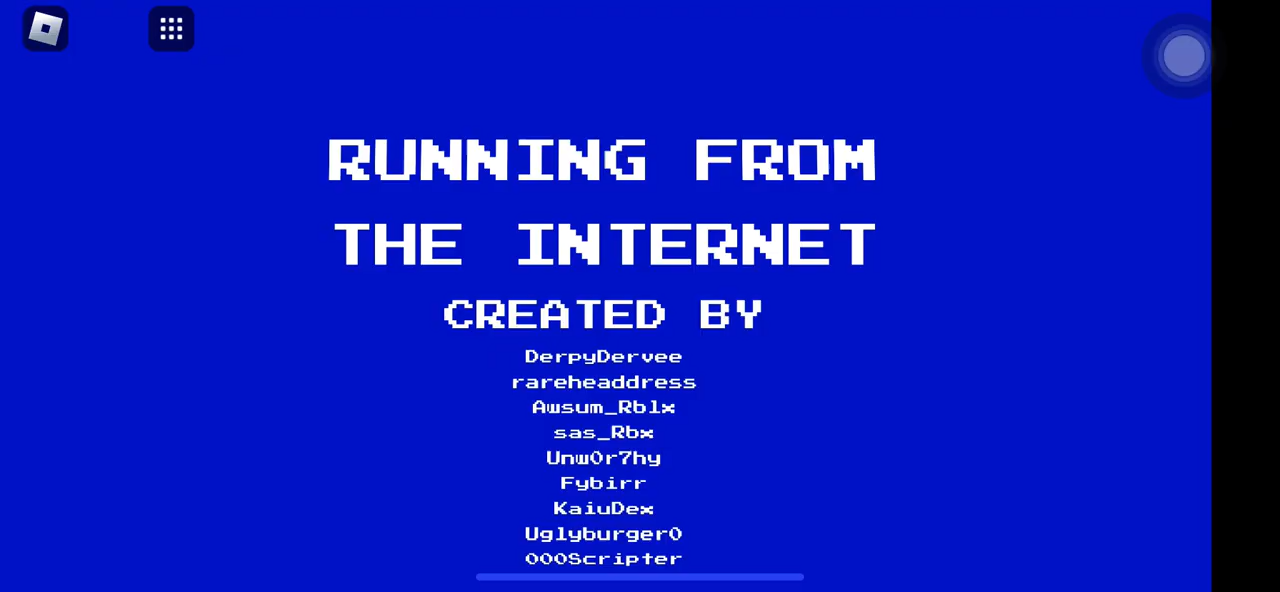 RUNNING FROM
THE INTERNET
CREATED BY
DerpyDervee
rareheaddress
Awsum_Rblx
sas_Rbx
Unw0r7hy
Fybirr
KaiuDex
Uglyburger0
000Scripter